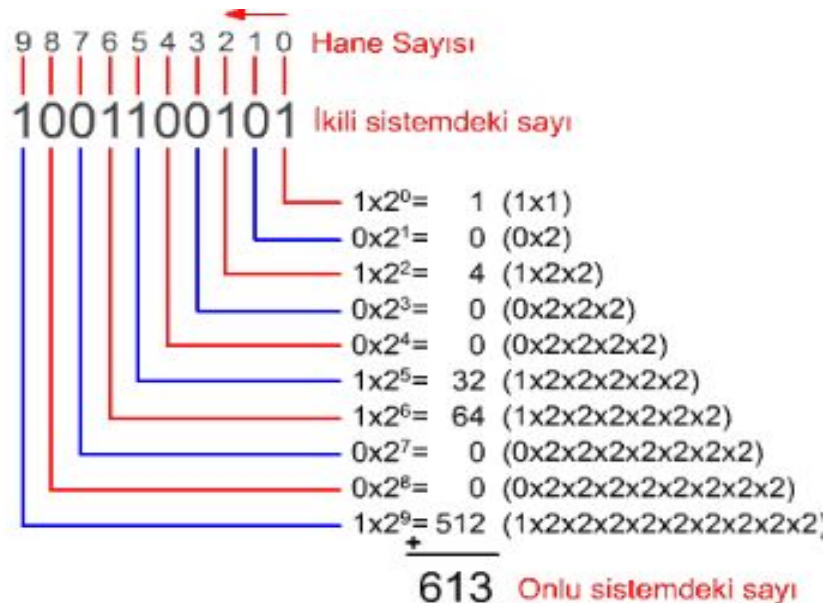 9 8 7 6 5 4 3 2 1 0 Hane Sayısı
1001100101 İkili sistemdeki sayı
1x2⁰= 1 (1x1)
0x2¹= 0 (0x2)
1x2²= 4 (1x2x2)
0x2³= 0 (0x2x2x2)
0x2⁴= 0 (0x2x2x2x2)
1x2⁵= 32 (1x2x2x2x2x2)
1x2⁶= 64 (1x2x2x2x2x2x2)
0x2⁷= 0 (0x2x2x2x2x2x2x2)
0x2⁸= 0 (0x2x2x2x2x2x2x2x2)
1x2⁹= 512 (1x2x2x2x2x2x2x2x2x2)
+
613 Onlu sistemdeki sayı